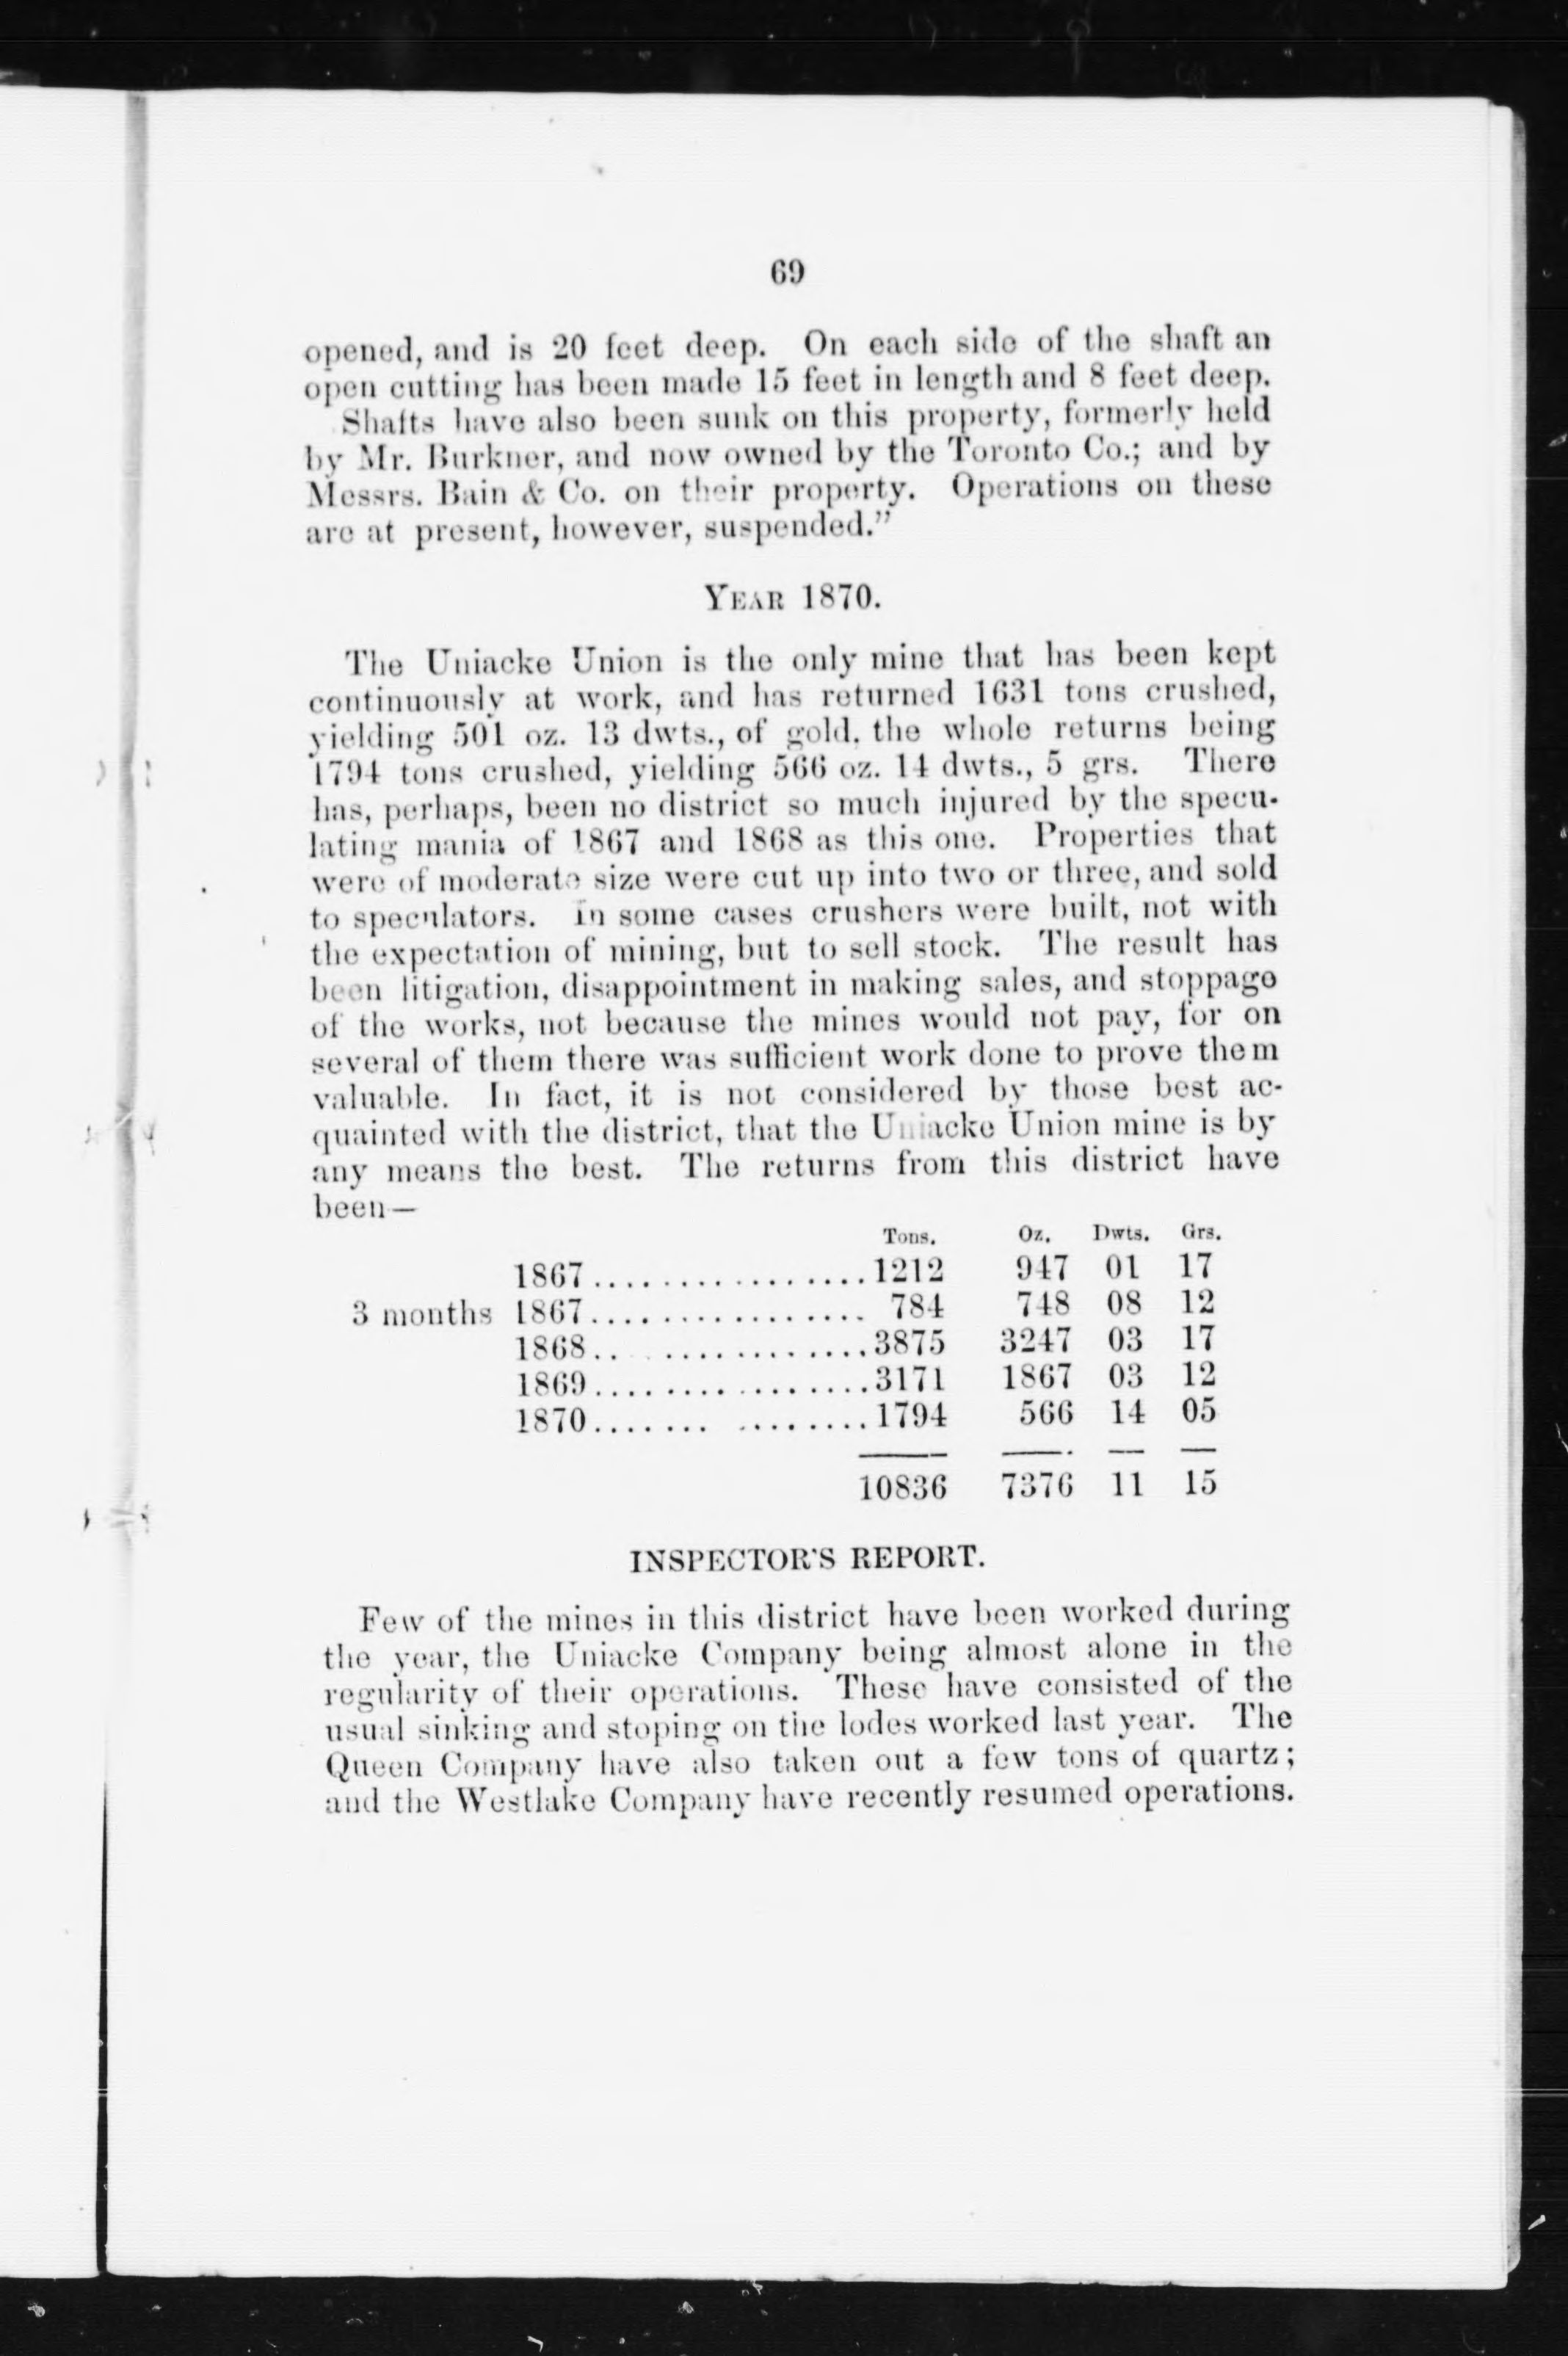 69
opened, and is 20 feet deep. On each side of the shaft an
open cutting has been made 15 feet in length and 8 feet deep.
Shafts have also been sunk on this property, formerly held
by Mr. Burkner, and now owned by the Toronto Co.; and by
Messrs. Bain & Co. on their property. Operations on these
are at present, however, suspended.”
YEAR 1870.
The Uniacke Union is the only mine that has been kept
continuously at work, and has returned 1631 tons crushed,
yielding 501 oz. 13 dwts., of gold, the whole returns being
1794 tons crushed, yielding 566 oz. 14 dwts., 5 grs. There
has, perhaps, been no district so much injured by the specu-
lating mania of 1867 and 1868 as this one. Properties that
were of moderate size were cut up into two or three, and sold
to speculators. In some cases crushers were built, not with
the expectation of mining, but to sell stock. The result has
been litigation, disappointment in making sales, and stoppage
of the works, not because the mines would not pay, for on
several of them there was sufficient work done to prove them
valuable. In fact, it is not considered by those best ac-
quainted with the district, that the Uniacke Union mine is by
any means the best. The returns from this district have
been—
Tons. Oz. Dwts. Grs.
1867................1212 947 01 17
3 months 1867................ 784 748 08 12
1868................3875 3247 03 17
1869................3171 1867 03 12
1870................1794 566 14 05
10836 7376 11 15
INSPECTOR'S REPORT.
Few of the mines in this district have been worked during
the year, the Uniacke Company being almost alone in the
regularity of their operations. These have consisted of the
usual sinking and stoping on the lodes worked last year. The
Queen Company have also taken out a few tons of quartz;
and the Westlake Company have recently resumed operations.